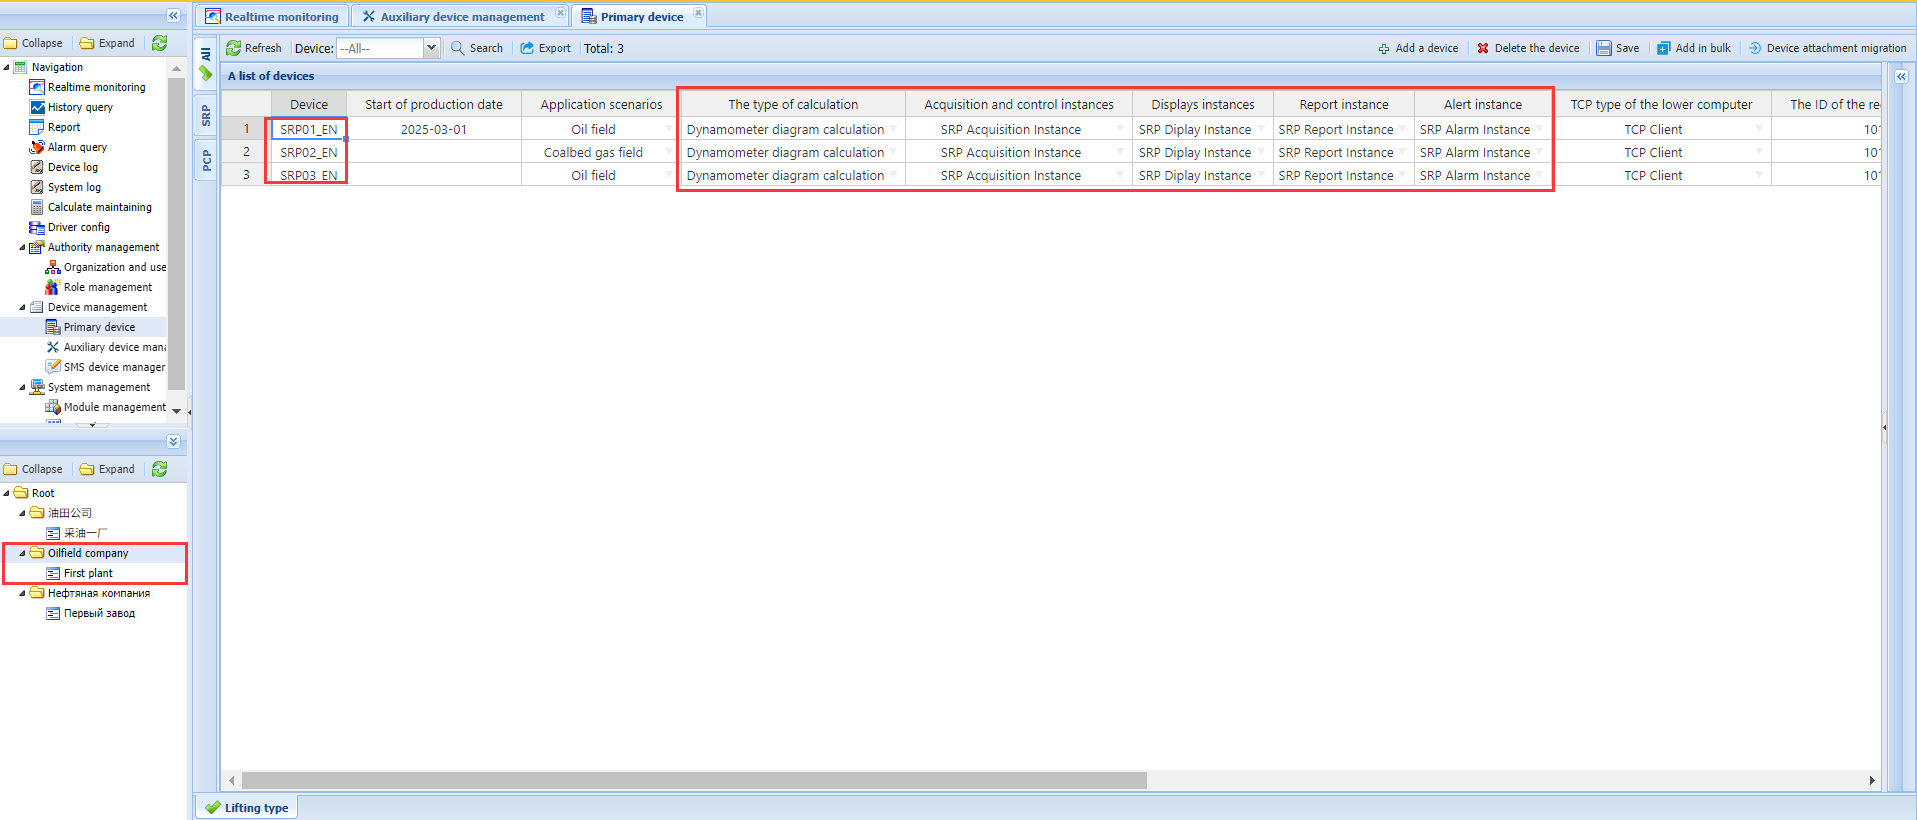 Realtime monitoring
Auxiliary device management
Primary device
Collapse
Expand
Navigation
Realtime monitoring
History query
Report
Alarm query
Device log
System log
Calculate maintaining
Driver config
Authority management
Organization and use
Role management
Device management
Primary device
Auxiliary device mana
SMS device manager
System management
Module management
Collapse
Expand
Root
油田公司
采油一厂
Oilfield company
First plant
Нефтяная компания
Первый завод
All
SRP
PCP
Refresh Device: --All-- Search Export Total: 3 Add a device Delete the device Save Add in bulk Device attachment migration
A list of devices
Device Start of production date Application scenarios The type of calculation Acquisition and control instances Displays instances Report instance Alert instance TCP type of the lower computer The ID of the re
1 SRP01_EN 2025-03-01 Oil field Dynamometer diagram calculation SRP Acquisition Instance SRP Diplay Instance SRP Report Instance SRP Alarm Instance TCP Client 101
2 SRP02_EN Coalbed gas field Dynamometer diagram calculation SRP Acquisition Instance SRP Diplay Instance SRP Report Instance SRP Alarm Instance TCP Client 101
3 SRP03_EN Oil field Dynamometer diagram calculation SRP Acquisition Instance SRP Diplay Instance SRP Report Instance SRP Alarm Instance TCP Client 101
Lifting type